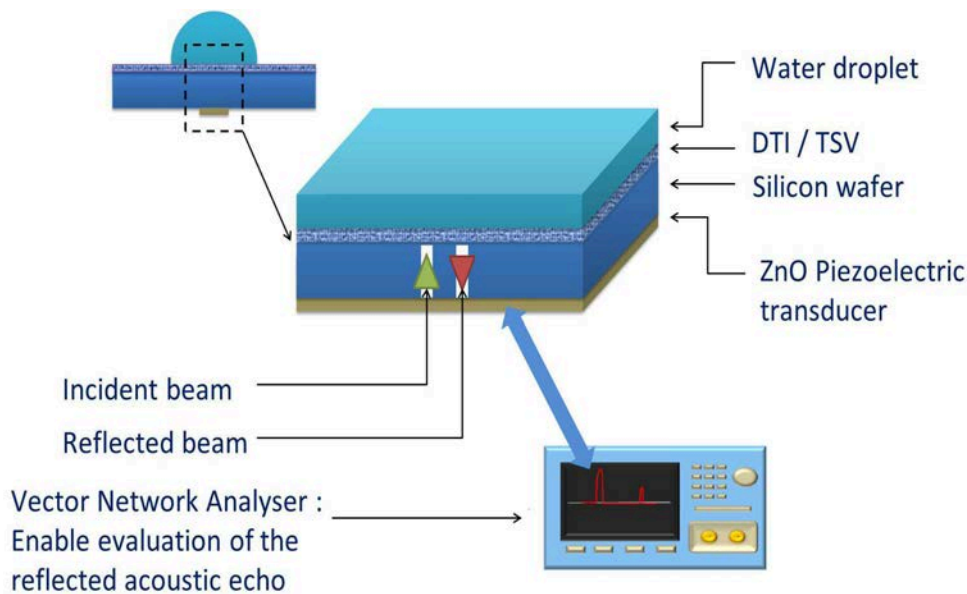 Water droplet
DTI / TSV
Silicon wafer
ZnO Piezoelectric
transducer
Incident beam
Reflected beam
Vector Network Analyser :
Enable evaluation of the
reflected acoustic echo